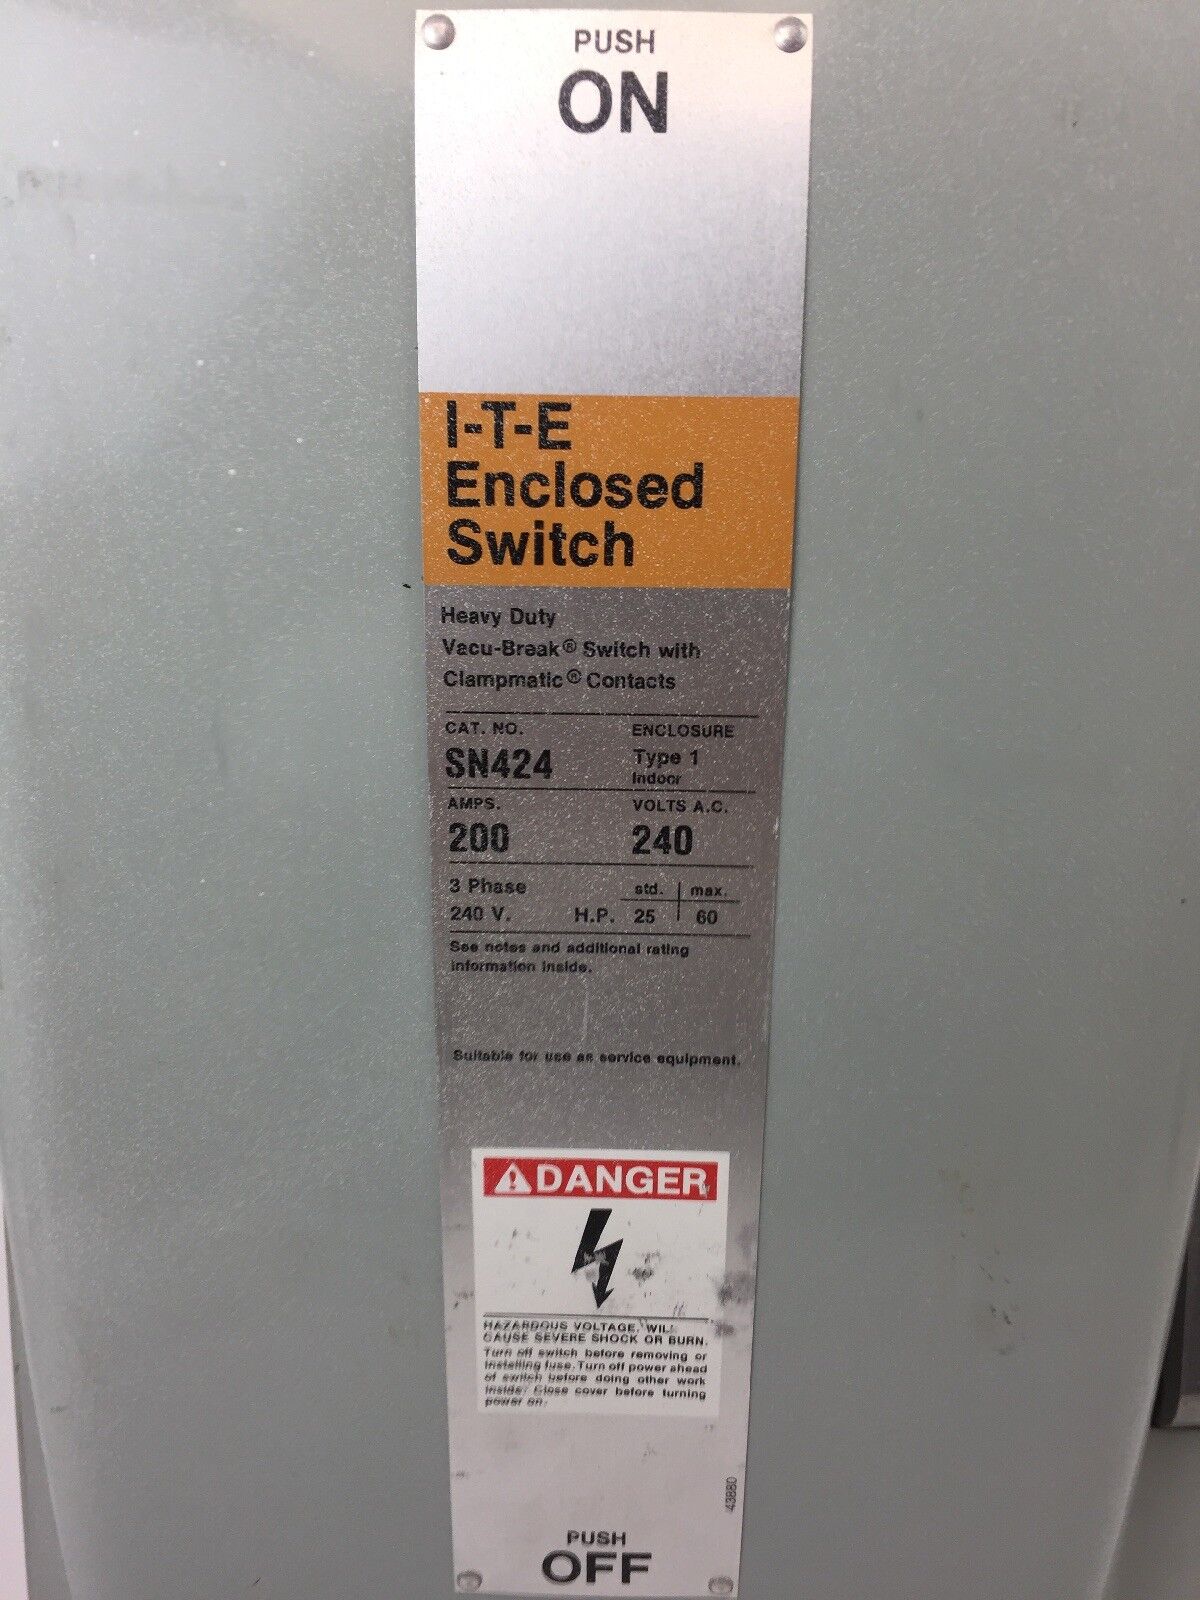 PUSH
ON
I-T-E
Enclosed
Switch
Heavy Duty
Vacu-Break® Switch with
Clampmatic® Contacts
CAT. NO. ENCLOSURE
SN424 Type 1
Indoor
AMPS. VOLTS A.C.
200 240
3 Phase std. max.
240 V. H.P. 25 60
See notes and additional rating
information inside.
Suitable for use as service equipment.
DANGER
HAZARDOUS VOLTAGE. WILL
CAUSE SEVERE SHOCK OR BURN.
Turn off switch before removing or
installing fuse. Turn off power ahead
of switch before doing other work
inside. Close cover before turning
power on.
43880
PUSH
OFF